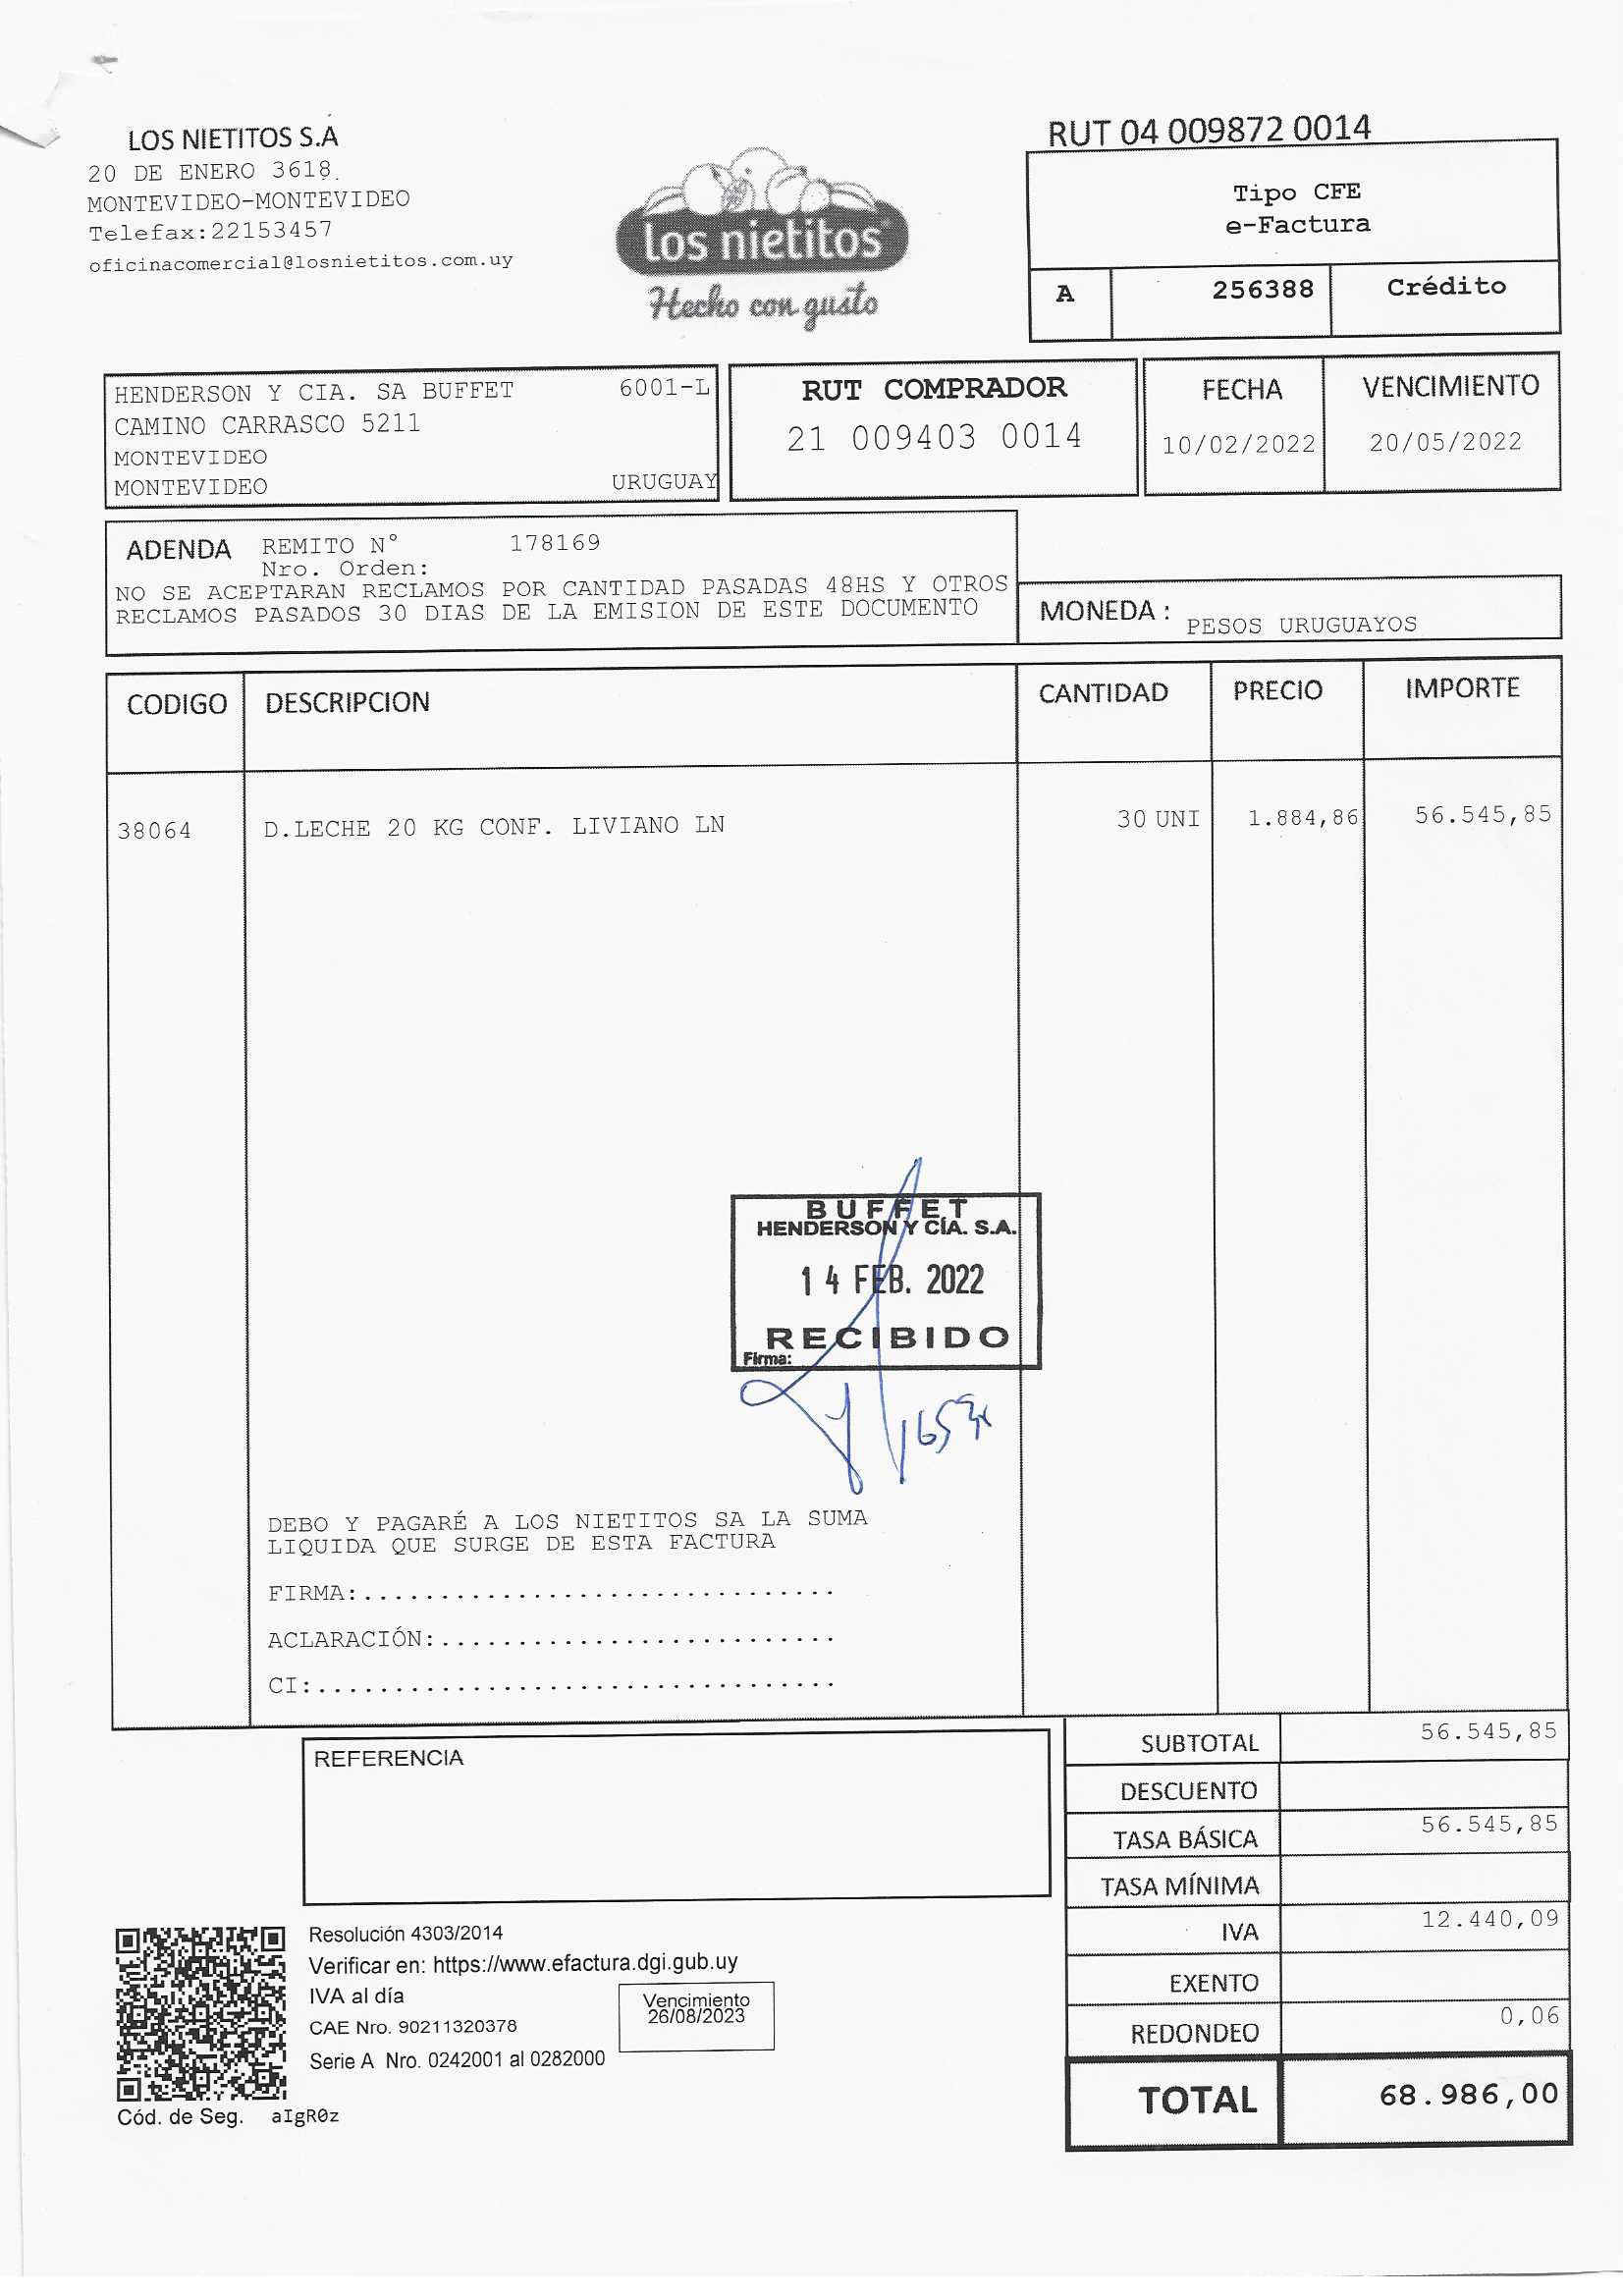 LOS NIETITOS S.A
20 DE ENERO 3618.
MONTEVIDEO-MONTEVIDEO
Telefax:22153457
oficinacomercial@losnietitos.com.uy
los nietitos
Hecho con gusto
RUT 04 009872 0014
Tipo CFE
e-Factura
A 256388 Crédito
HENDERSON Y CIA. SA BUFFET 6001-L
CAMINO CARRASCO 5211
MONTEVIDEO
MONTEVIDEO URUGUAY
RUT COMPRADOR
21 009403 0014
FECHA VENCIMIENTO
10/02/2022 20/05/2022
ADENDA REMITO N° 178169
Nro. Orden:
NO SE ACEPTARAN RECLAMOS POR CANTIDAD PASADAS 48HS Y OTROS
RECLAMOS PASADOS 30 DIAS DE LA EMISION DE ESTE DOCUMENTO
MONEDA : PESOS URUGUAYOS
CODIGO DESCRIPCION CANTIDAD PRECIO IMPORTE
38064 D.LECHE 20 KG CONF. LIVIANO LN 30 UNI 1.884,86 56.545,85
BUFFET
HENDERSON Y CÍA. S.A.
14 FEB. 2022
RECIBIDO
Firma:
DEBO Y PAGARÉ A LOS NIETITOS SA LA SUMA
LIQUIDA QUE SURGE DE ESTA FACTURA
FIRMA:...............................
ACLARACIÓN:..........................
CI:..................................
REFERENCIA
SUBTOTAL 56.545,85
DESCUENTO
TASA BÁSICA 56.545,85
TASA MÍNIMA
IVA 12.440,09
EXENTO
REDONDEO 0,06
TOTAL 68.986,00
Resolución 4303/2014
Verificar en: https://www.efactura.dgi.gub.uy
IVA al día
CAE Nro. 90211320378
Serie A Nro. 0242001 al 0282000
Vencimiento
26/08/2023
Cód. de Seg. aIgR0z